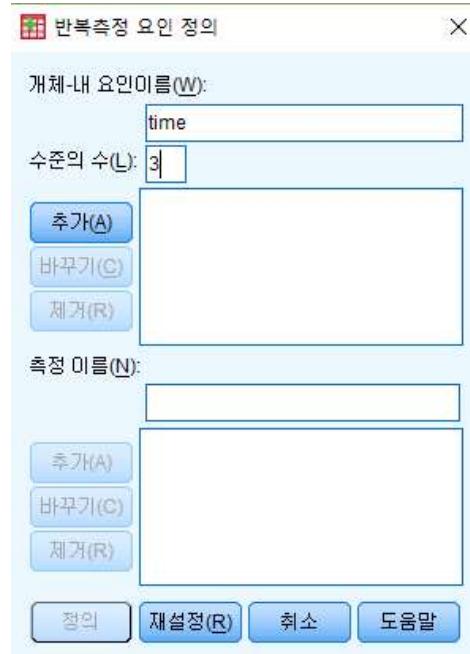 반복측정 요인 정의
개체-내 요인이름(W):
time
수준의 수(L): 3
추가(A)
바꾸기(C)
제거(R)
측정 이름(N):
추가(A)
바꾸기(C)
제거(R)
정의 재설정(R) 취소 도움말